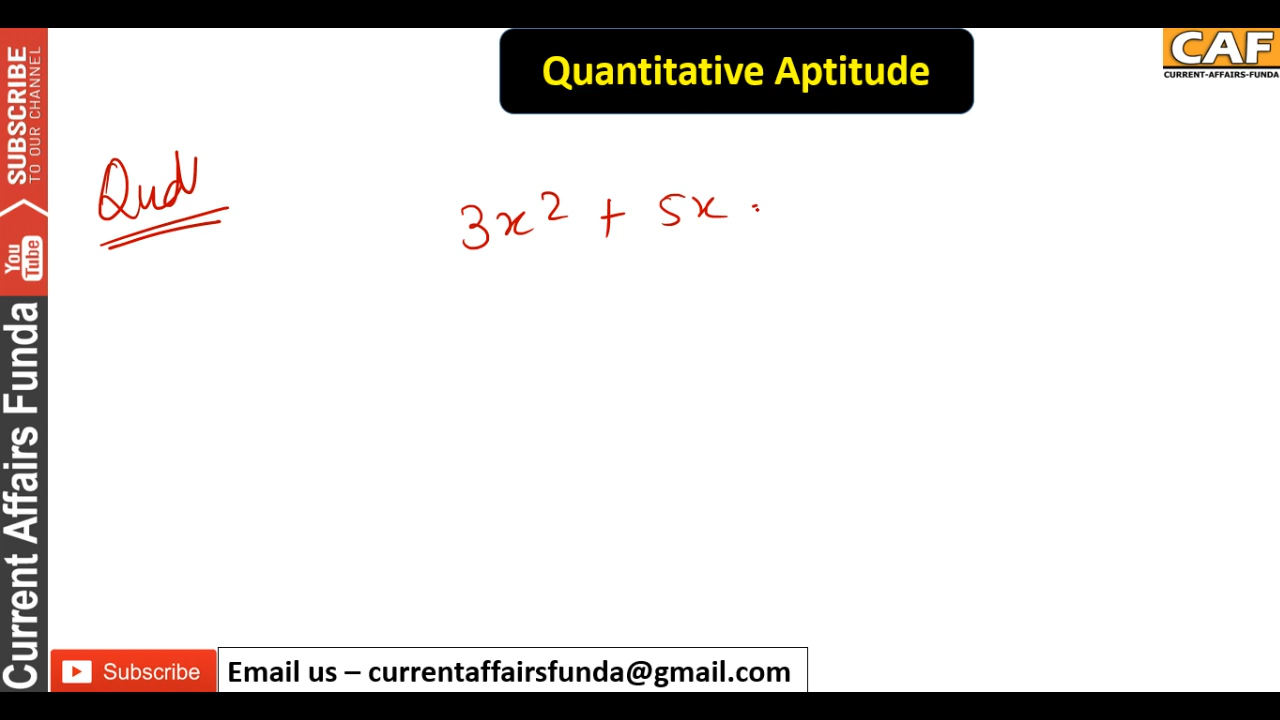 Quantitative Aptitude
CAF
CURRENT-AFFAIRS-FUNDA
SUBSCRIBE
TO OUR CHANNEL
You
Tube
Current Affairs Funda
3x² + 5x
Subscribe
Email us – currentaffairsfunda@gmail.com